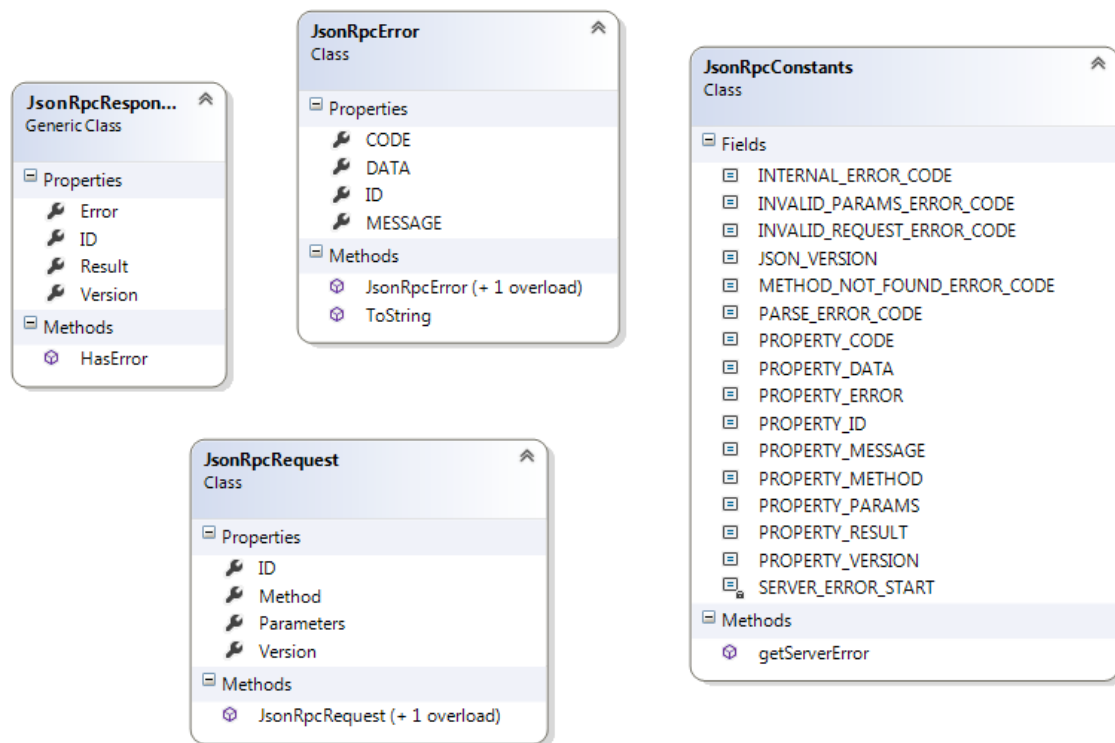 JsonRpcRespon...
Generic Class
Properties
Error
ID
Result
Version
Methods
HasError
JsonRpcError
Class
Properties
CODE
DATA
ID
MESSAGE
Methods
JsonRpcError (+ 1 overload)
ToString
JsonRpcRequest
Class
Properties
ID
Method
Parameters
Version
Methods
JsonRpcRequest (+ 1 overload)
JsonRpcConstants
Class
Fields
INTERNAL_ERROR_CODE
INVALID_PARAMS_ERROR_CODE
INVALID_REQUEST_ERROR_CODE
JSON_VERSION
METHOD_NOT_FOUND_ERROR_CODE
PARSE_ERROR_CODE
PROPERTY_CODE
PROPERTY_DATA
PROPERTY_ERROR
PROPERTY_ID
PROPERTY_MESSAGE
PROPERTY_METHOD
PROPERTY_PARAMS
PROPERTY_RESULT
PROPERTY_VERSION
SERVER_ERROR_START
Methods
getServerError